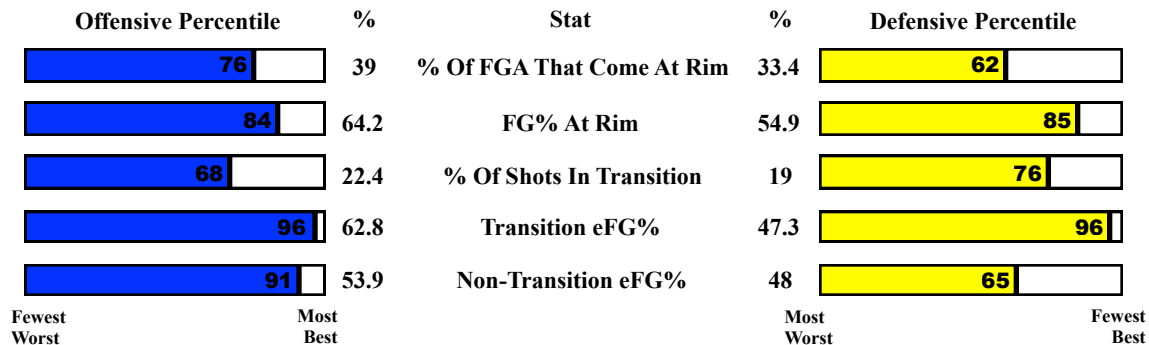 Offensive Percentile % Stat % Defensive Percentile
76 39 % Of FGA That Come At Rim 33.4 62
84 64.2 FG% At Rim 54.9 85
68 22.4 % Of Shots In Transition 19 76
96 62.8 Transition eFG% 47.3 96
91 53.9 Non-Transition eFG% 48 65
Fewest Most Most Fewest
Worst Best Worst Best